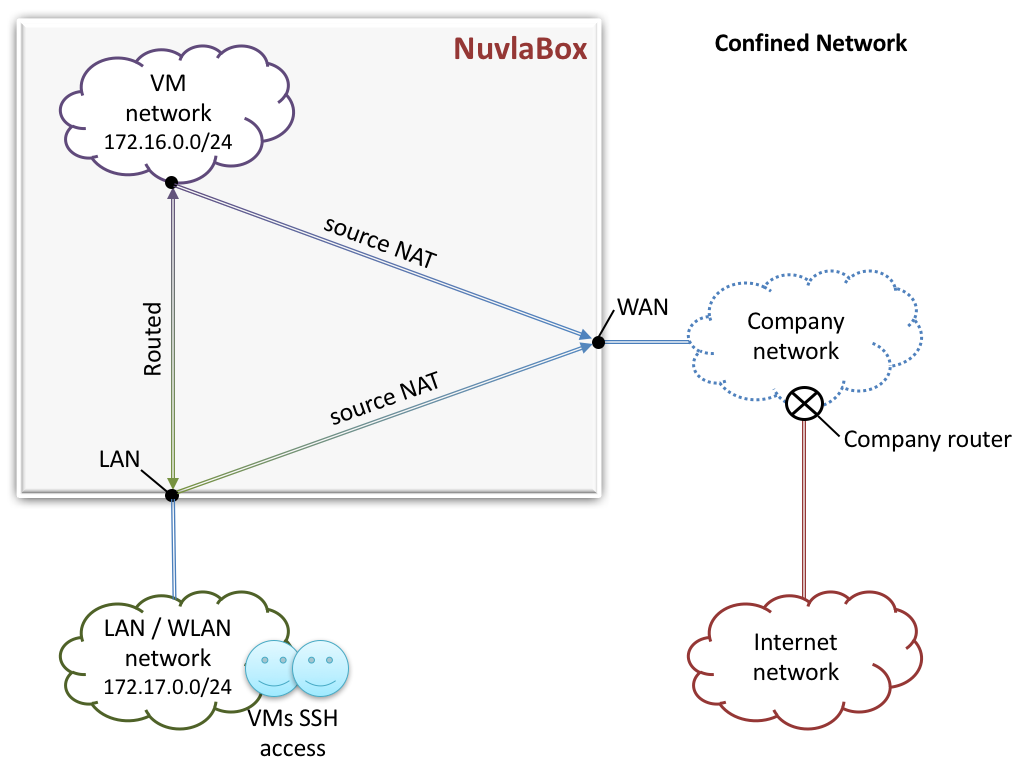 NuvlaBox
Confined Network
VM
network
172.16.0.0/24
source NAT
WAN
Company
network
Routed
source NAT
Company router
LAN
LAN / WLAN
network
172.17.0.0/24
Internet
network
VMs SSH
access